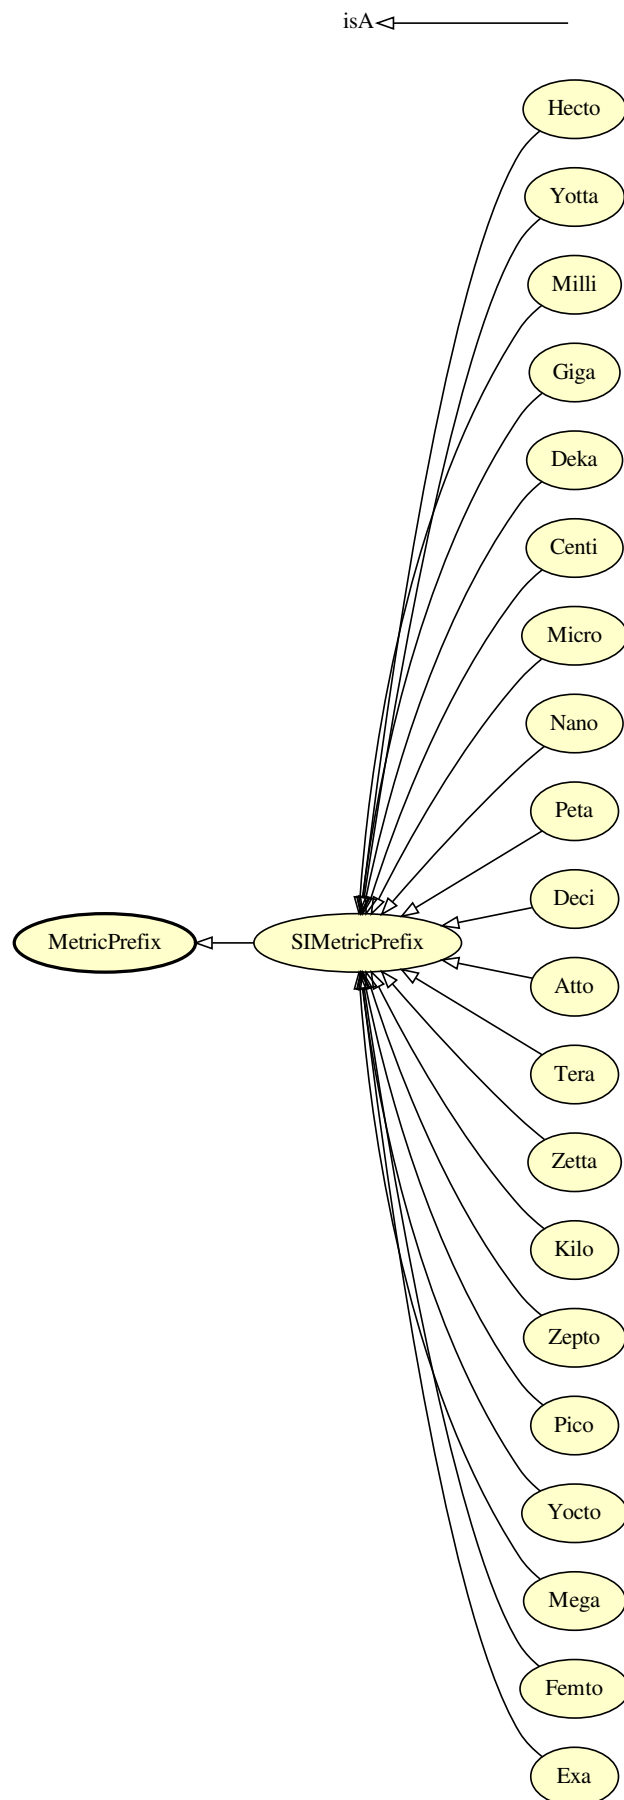 isA
Hecto
Yotta
Milli
Giga
Deka
Centi
Micro
Nano
Peta
Deci
MetricPrefix
SIMetricPrefix
Atto
Tera
Zetta
Kilo
Zepto
Pico
Yocto
Mega
Femto
Exa